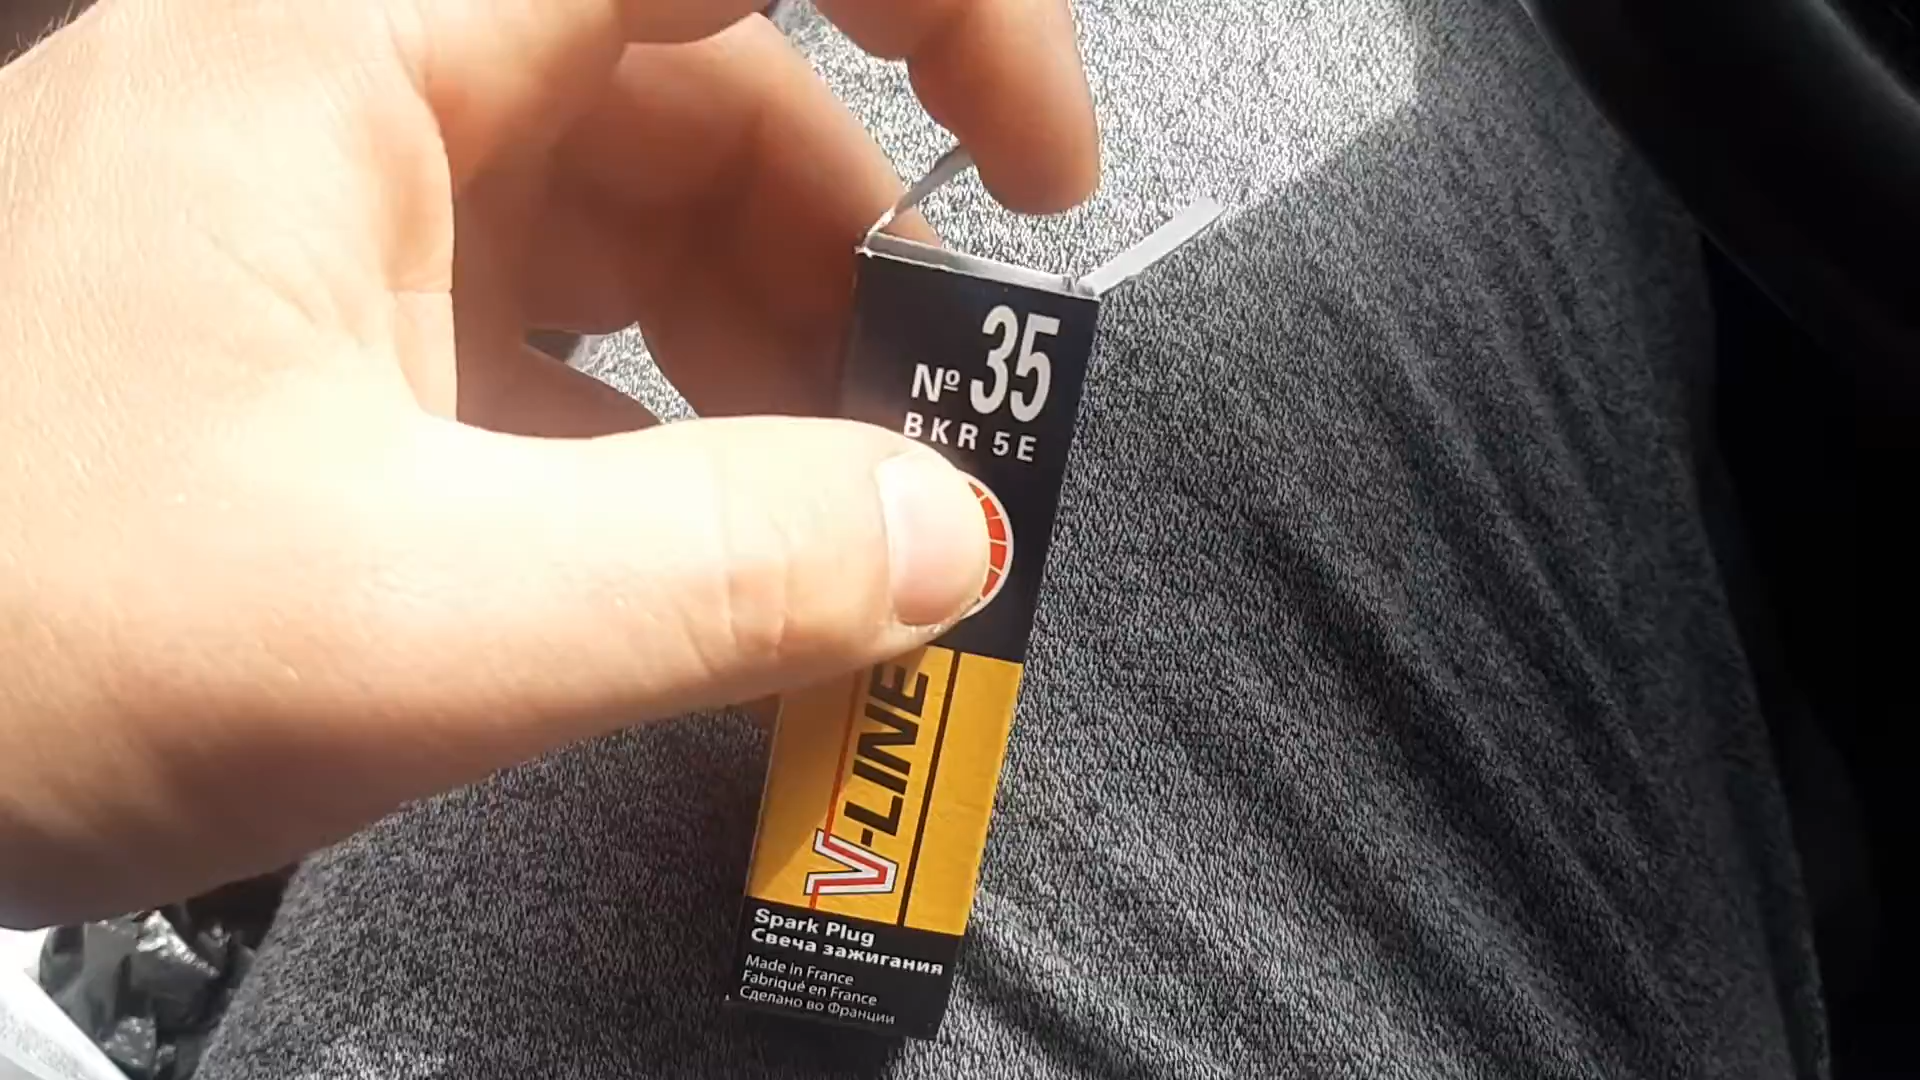 Nº 35
BKR 5E
V-LINE
Spark Plug
Свеча зажигания
Made in France
Fabriqué en France
Сделано во Франции